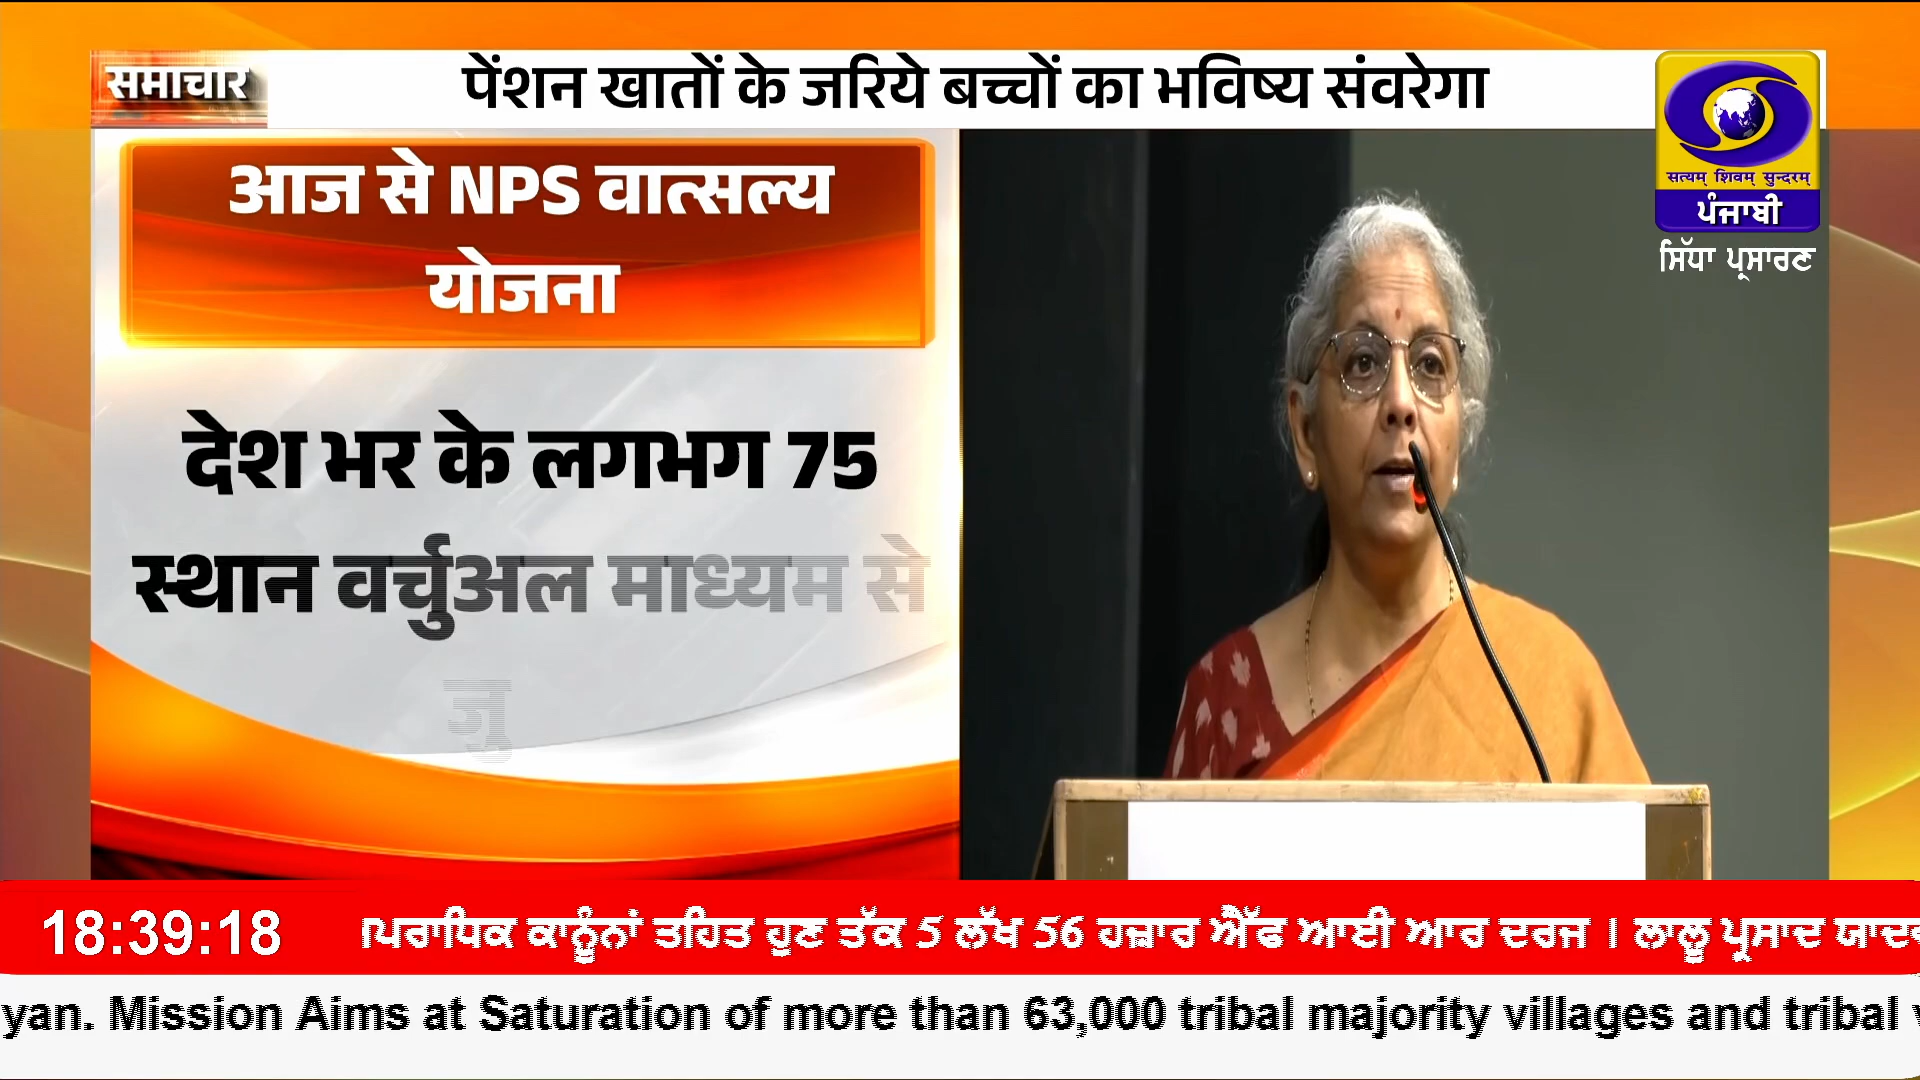 समाचार
पेंशन खातों के जरिये बच्चों का भविष्य संवरेगा
आज से NPS वात्सल्य
योजना
देश भर के लगभग 75
स्थान वर्चुअल माध्यम से
जु
सत्यम् शिवम् सुन्दरम्
ਪੰਜਾਬੀ
ਸਿੱਧਾ ਪ੍ਰਸਾਰਣ
18:39:18
ਪਰਾਧਿਕ ਕਾਨੂੰਨਾਂ ਤਹਿਤ ਹੁਣ ਤੱਕ 5 ਲੱਖ 56 ਹਜ਼ਾਰ ਐੱਫ ਆਈ ਆਰ ਦਰਜ । ਲਾਲੂ ਪ੍ਰਸਾਦ ਯਾਦਵ
yan. Mission Aims at Saturation of more than 63,000 tribal majority villages and tribal